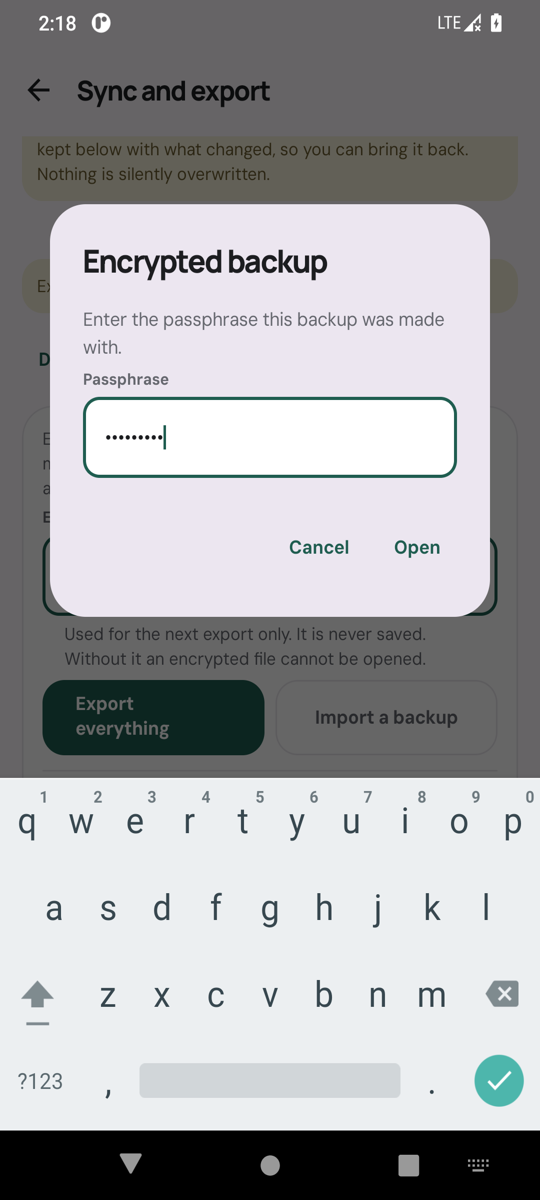 2:18
LTE
Sync and export
kept below with what changed, so you can bring it back.
Nothing is silently overwritten.
Encrypted backup
Enter the passphrase this backup was made
with.
Passphrase
•••••••••
Cancel
Open
Used for the next export only. It is never saved.
Without it an encrypted file cannot be opened.
Export
everything
Import a backup
1 2 3 4 5 6 7 8 9 0
q w e r t y u i o p
a s d f g h j k l
z x c v b n m
?123 , .